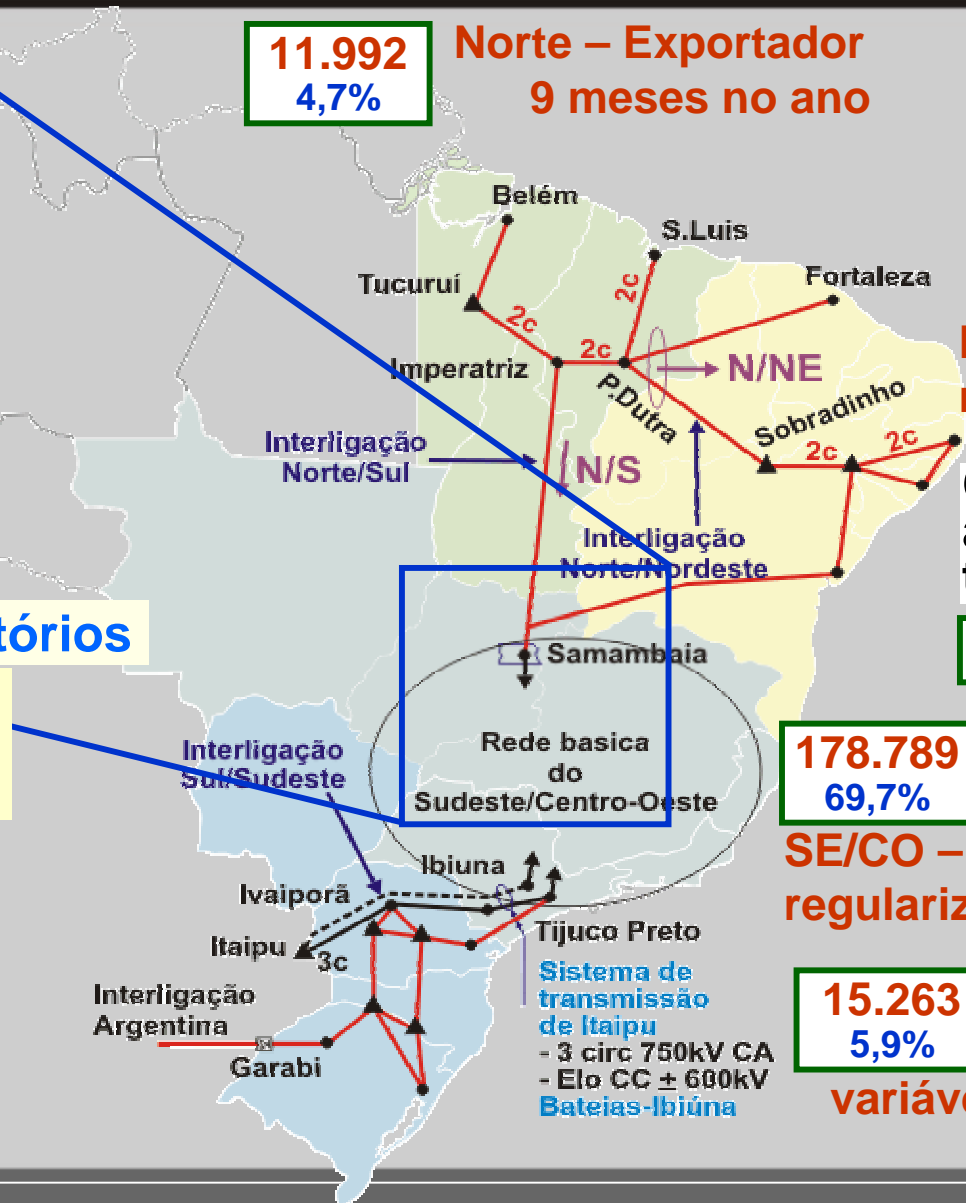 11.992
4,7%
Norte – Exportador
9 meses no ano
Belém
S.Luis
Tucuruí
Fortaleza
2c
2c
Imperatriz
2c
N/NE
P.Dutra
Sobradinho
2c
2c
Interligação
Norte/Sul
N/S
Interligação
Norte/Nordeste
tórios
Samambaia
Interligação
Sul/Sudeste
Rede basica
do
Sudeste/Centro-Oeste
178.789
69,7%
SE/CO –
regulariz
Ibiuna
Ivaiporã
Itaipu
3c
Tijuco Preto
Sistema de
transmissão
de Itaipu
- 3 circ 750kV CA
- Elo CC ± 600kV
Bateias-Ibiúna
Interligação
Argentina
Garabi
15.263
5,9%
variáve